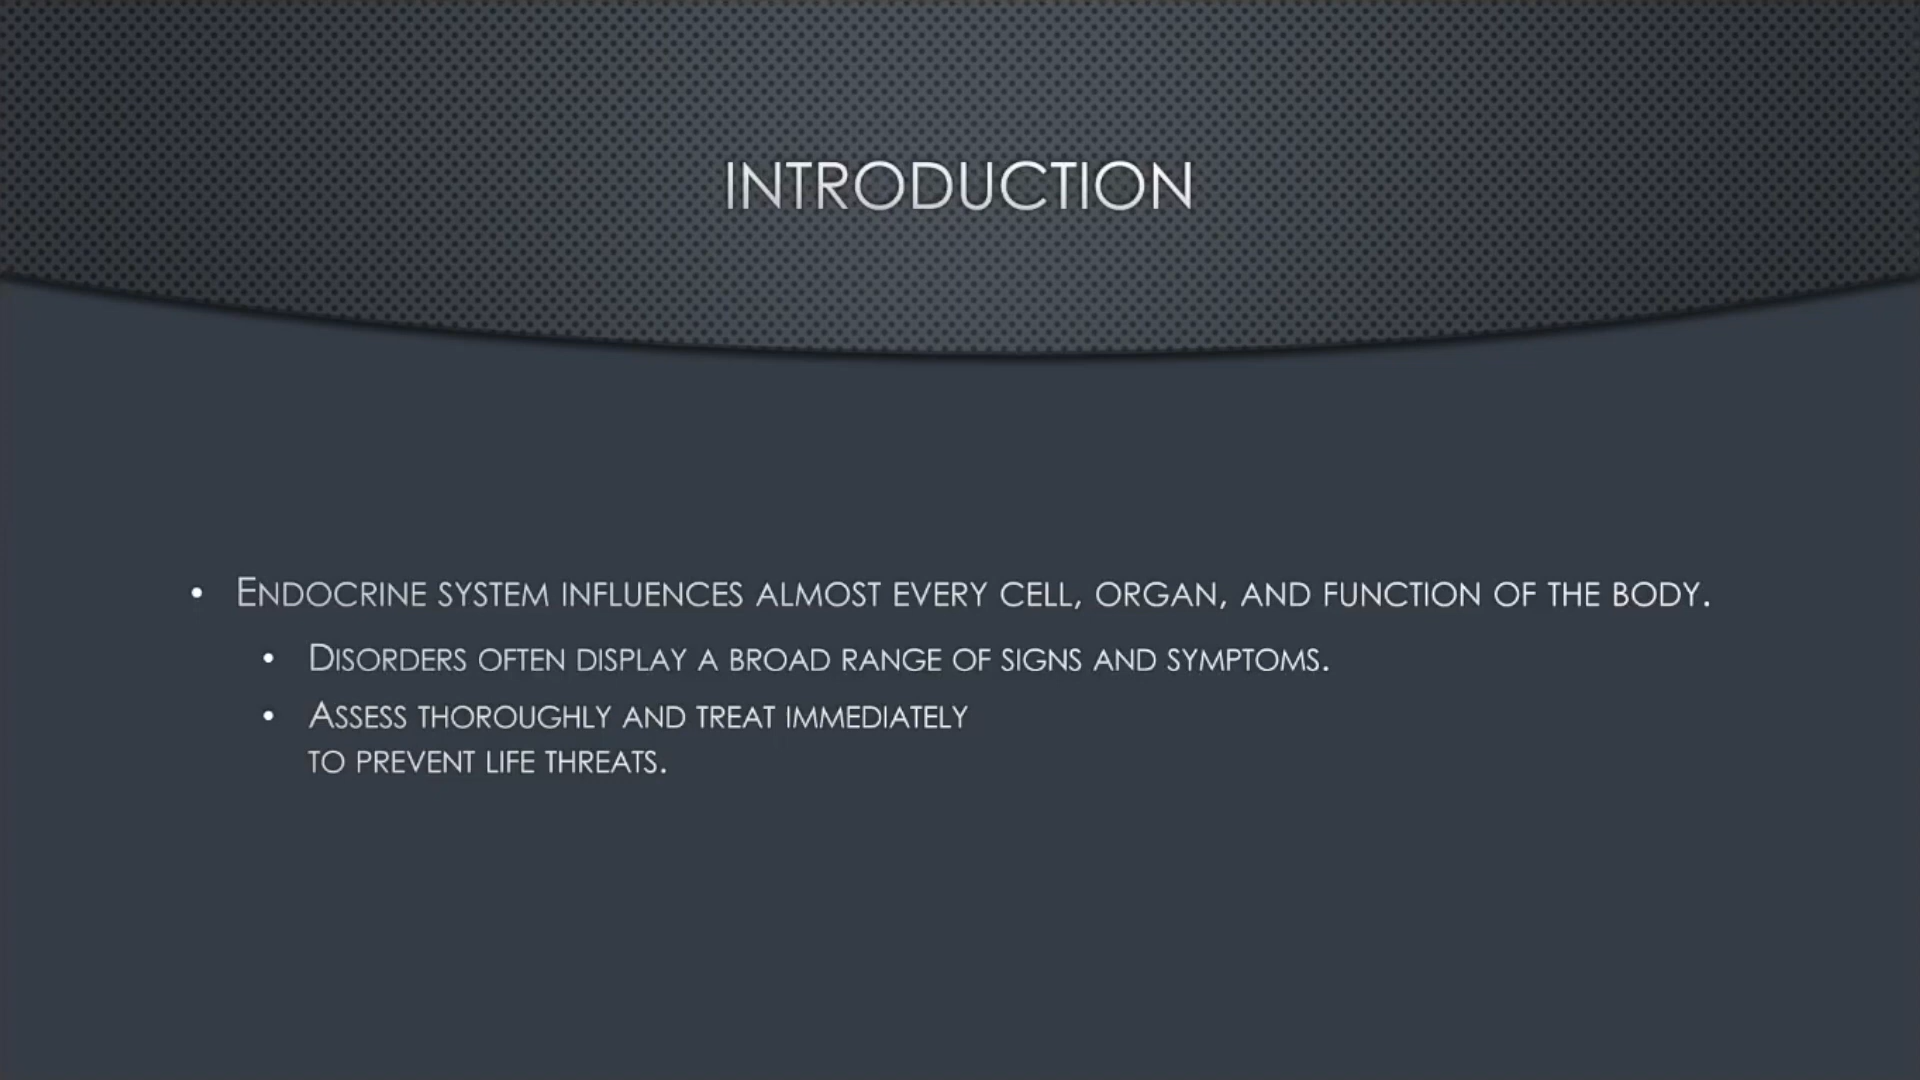 INTRODUCTION
• ENDOCRINE SYSTEM INFLUENCES ALMOST EVERY CELL, ORGAN, AND FUNCTION OF THE BODY.
• DISORDERS OFTEN DISPLAY A BROAD RANGE OF SIGNS AND SYMPTOMS.
• ASSESS THOROUGHLY AND TREAT IMMEDIATELY
TO PREVENT LIFE THREATS.